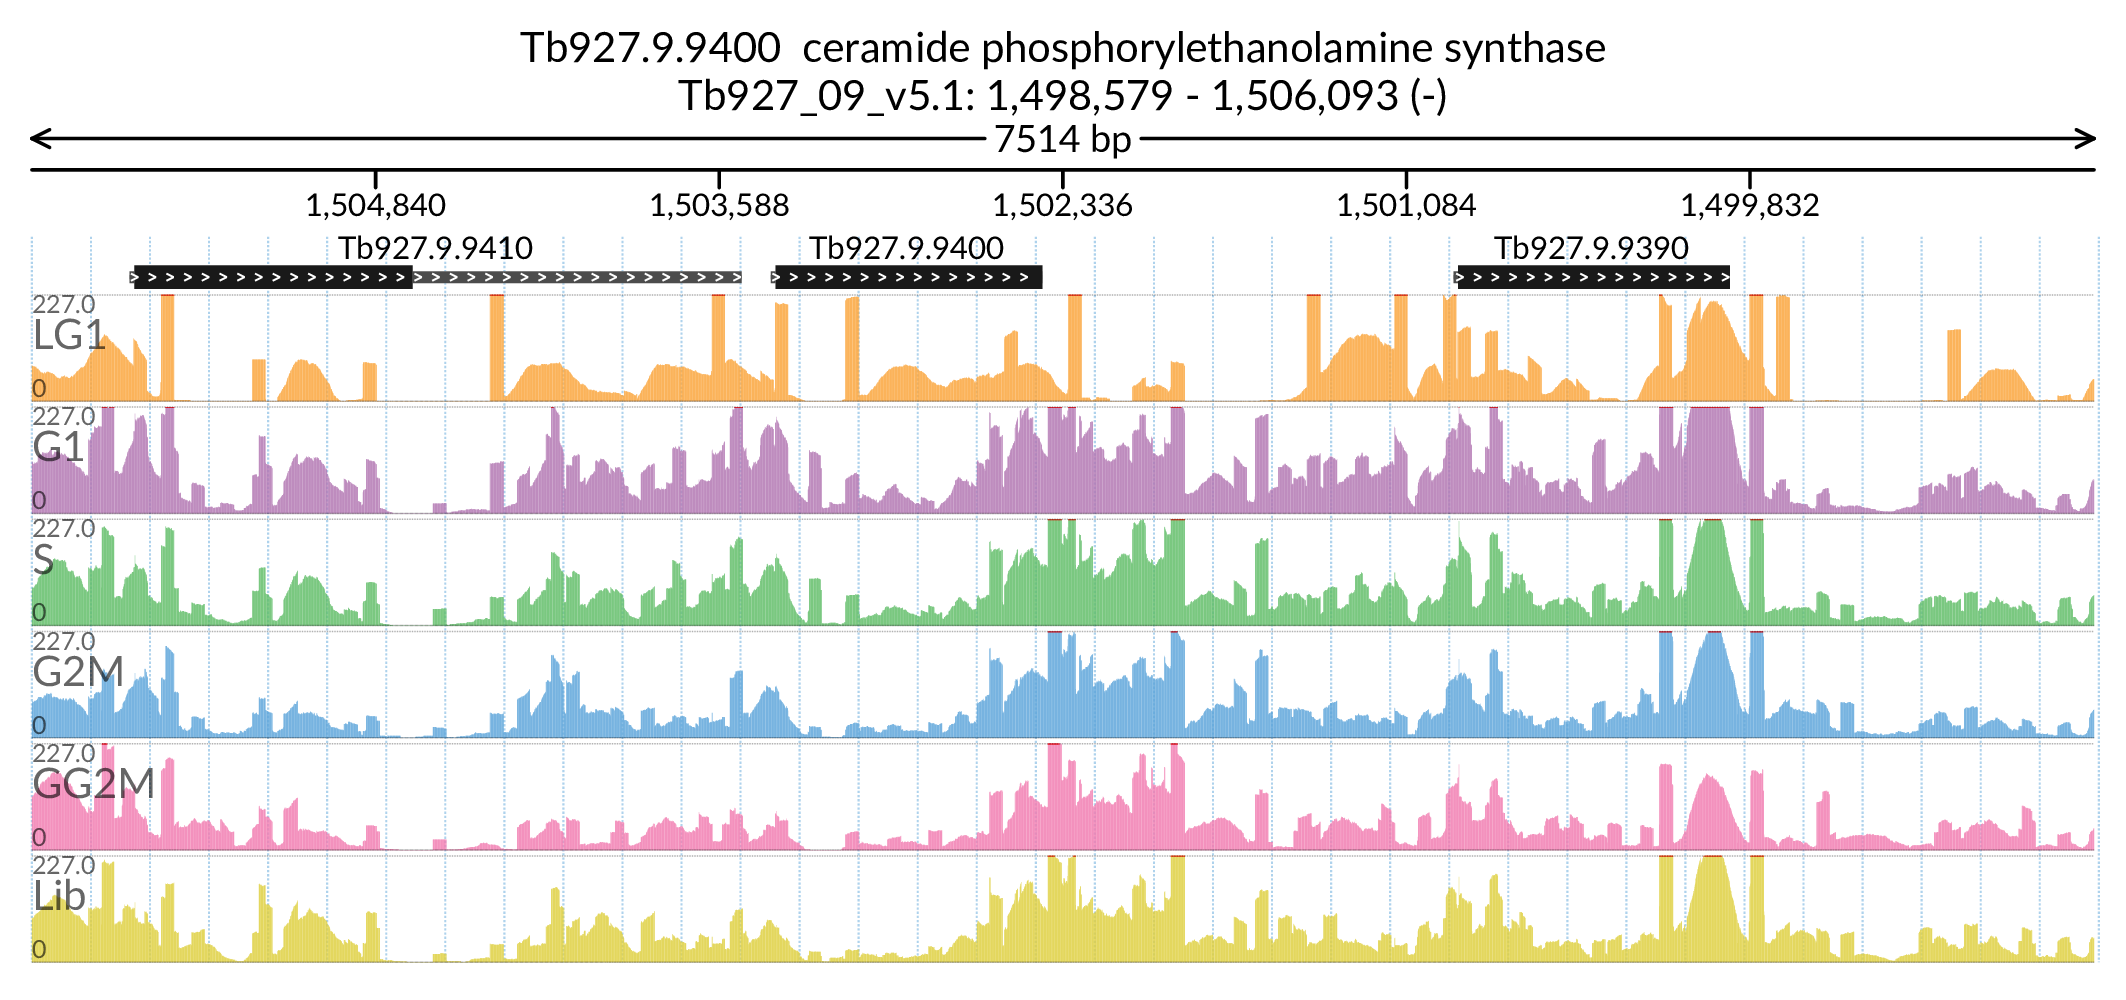 Tb927.9.9400 ceramide phosphorylethanolamine synthase
Tb927_09_v5.1: 1,498,579 - 1,506,093 (-)
7514 bp
1,504,840 1,503,588 1,502,336 1,501,084 1,499,832
Tb927.9.9410 Tb927.9.9400 Tb927.9.9390
227.0
LG1
0
227.0
G1
0
227.0
S
0
227.0
G2M
0
227.0
GG2M
0
227.0
Lib
0